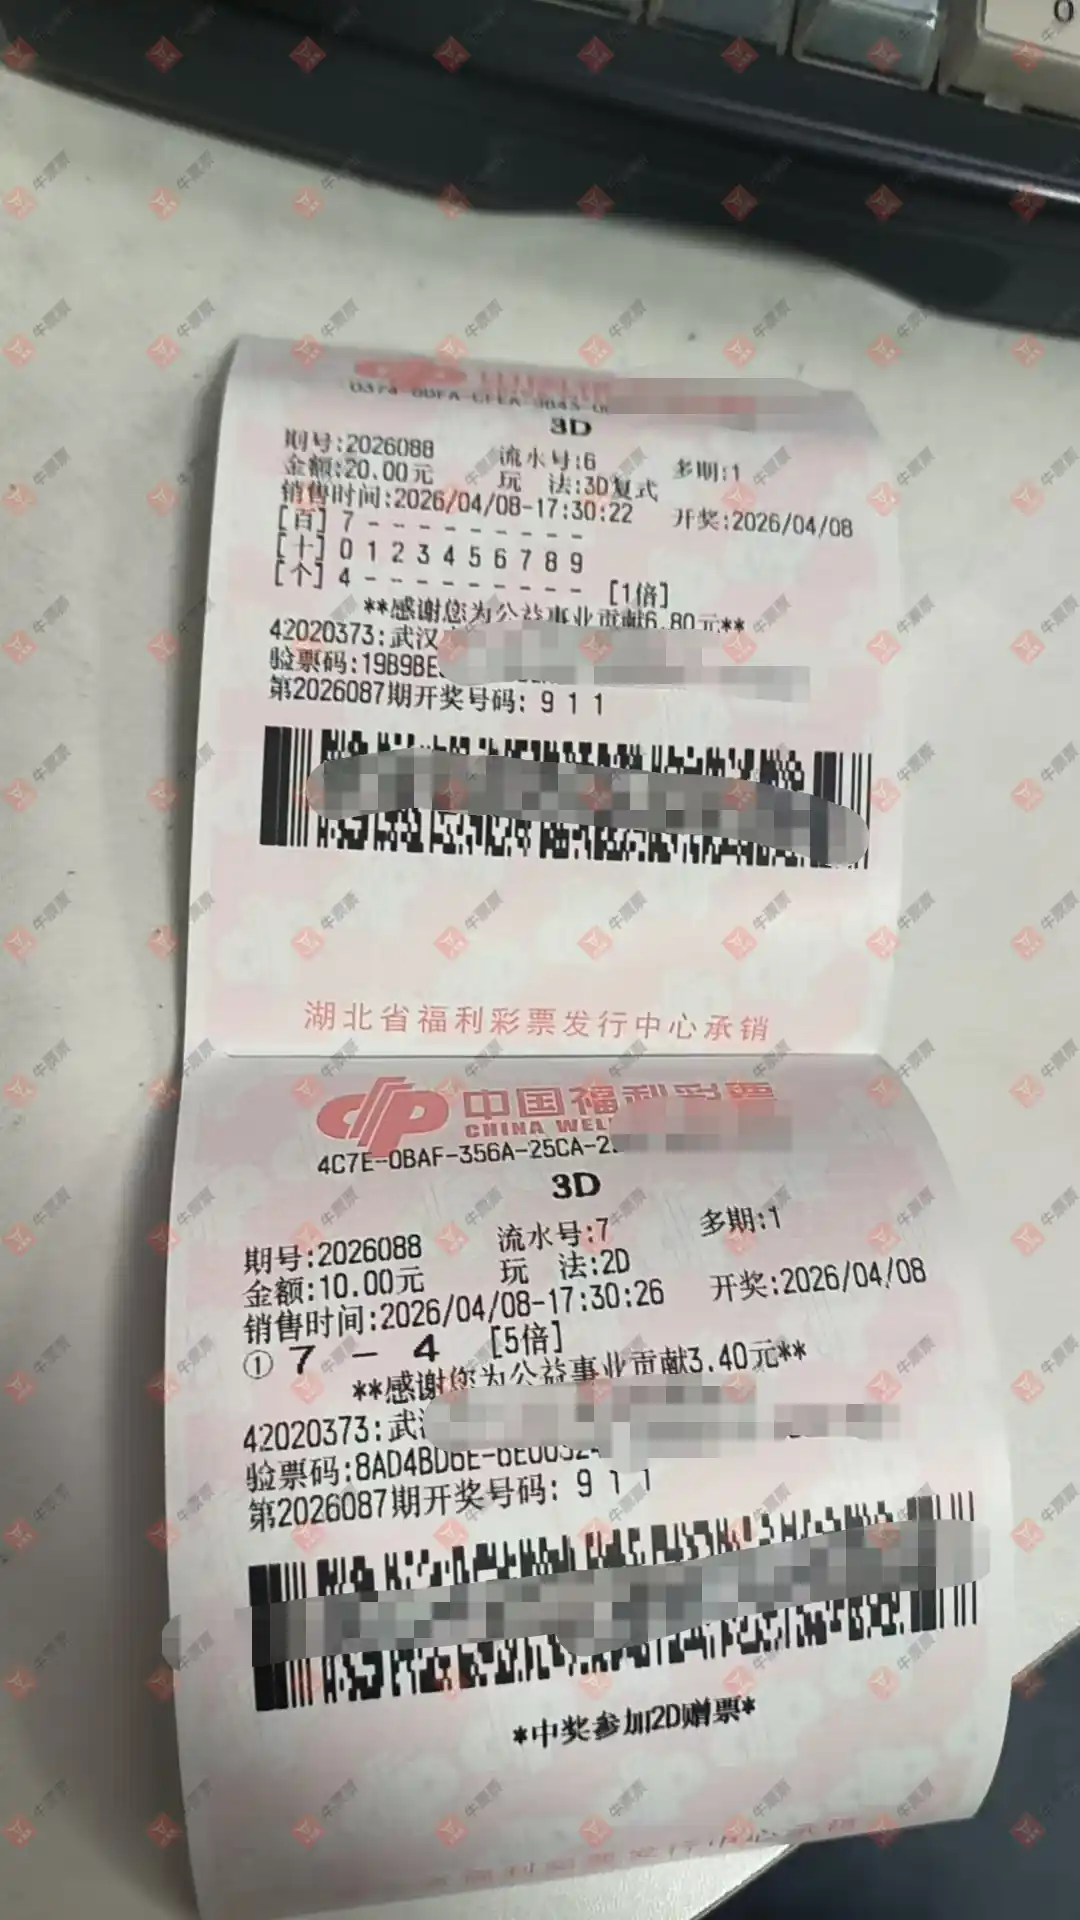 3D
期号:2026088 流水号:6 多期:1
金额:20.00元 玩 法:3D复式
销售时间:2026/04/08-17:30:22 开奖:2026/04/08
[百] 7 - - - - - - - - -
[十] 0 1 2 3 4 5 6 7 8 9
[个] 4 - - - - - - - - - [1倍]
**感谢您为公益事业贡献6.80元**
42020373:武汉
验票码:19B9BE
第2026087期开奖号码: 9 1 1
湖北省福利彩票发行中心承销
中国福利彩票
CHINA WEL
4C7E-0BAF-356A-25CA-2
3D
期号:2026088 流水号:7 多期:1
金额:10.00元 玩 法:2D
销售时间:2026/04/08-17:30:26 开奖:2026/04/08
① 7 - 4 [5倍]
**感谢您为公益事业贡献3.40元**
42020373:武
验票码:8AD4BD6E-6E00324
第2026087期开奖号码: 9 1 1
*中奖参加2D赠票*
牛票票